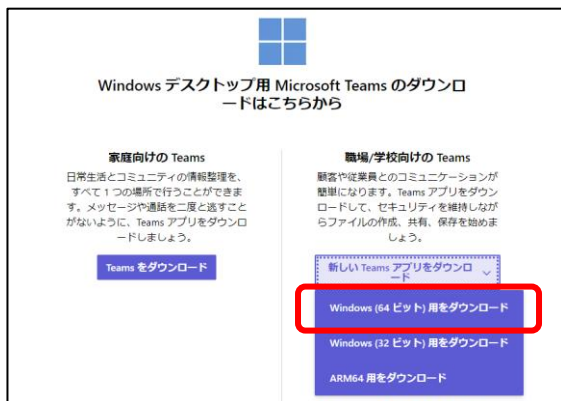 Windows デスクトップ用 Microsoft Teams のダウンロ
ードはこちらから
家庭向けの Teams
日常生活とコミュニティの情報整理を、
すべて 1 つの場所で行うことができま
す。メッセージや通話を二度と逃すこと
がないように、Teams アプリをダウンロ
ードしましょう。
Teams をダウンロード
職場/学校向けの Teams
顧客や従業員とのコミュニケーションが
簡単になります。Teams アプリをダウン
ロードして、セキュリティを維持しなが
らファイルの作成、共有、保存を始めま
しょう。
新しい Teams アプリをダウンロ
ード
Windows (64 ビット) 用をダウンロード
Windows (32 ビット) 用をダウンロード
ARM64 用をダウンロード